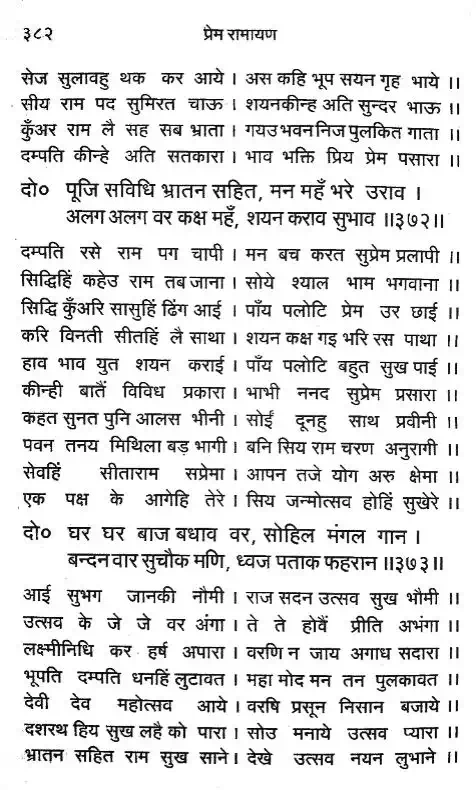 ३८२ प्रेम रामायण
सेज सुलावहु थक कर आये । अस कहि भूप सयन गृह भाये ।।
सीय राम पद सुमिरत चाऊ । शयनकीन्ह अति सुन्दर भाऊ ।।
कुँअर राम लै सह सब भ्राता । गयउ भवन निज पुलकित गाता ।।
दम्पति कीन्हे अति सतकारा । भाव भक्ति प्रिय प्रेम पसारा ।।
दो० पूजि सविधि भ्रातन सहित, मन महँ भरे उराव ।
अलग अलग वर कक्ष महँ, शयन कराव सुभाव ।।३७२।।
दम्पति रसे राम पग चापी । मन बच करत सुप्रेम प्रलापी ।।
सिद्धिहिं कहेउ राम तब जाना । सोये श्याल भाम भगवाना ।।
सिद्धि कुँअरि सासुहिं ढिंग आई । पाँय पलोटि प्रेम उर छाई ।।
करि विनती सीतहिं लै साथा । शयन कक्ष गइ भरि रस पाथा ।।
हाव भाव युत शयन कराई । पाँय पलोटि बहुत सुख पाई ।।
कीन्ही बातैं विविध प्रकारा । भाभी ननद सुप्रेम प्रसारा ।।
कहत सुनत पुनि आलस भीनी । सोईं दूनहु साथ प्रवीनी ।।
पवन तनय मिथिला बड़ भागी । बनि सिय राम चरण अनुरागी ।।
सेवहिं सीताराम सप्रेमा । आपन तजे योग अरु क्षेमा ।।
एक पक्ष के आगेहि तेरे । सिय जन्मोत्सव होहिं सुखेरे ।।
दो० घर घर बाज बधाव वर, सोहिल मंगल गान ।
बन्दन वार सुचौक मणि, ध्वज पताक फहरान ।।३७३।।
आई सुभग जानकी नौमी । राज सदन उत्सव सुख भौमी ।।
उत्सव के जे जे वर अंगा । ते ते होवैं प्रीति अभंगा ।।
लक्ष्मीनिधि कर हर्ष अपारा । वरणि न जाय अगाध सदारा ।।
भूपति दम्पति धनहिं लुटावत । महा मोद मन तन पुलकावत ।।
देवी देव महोत्सव आये । वरषि प्रसून निसान बजाये ।।
दशरथ हिय सुख लहै को पारा । सोउ मनाये उत्सव प्यारा ।।
भ्रातन सहित राम सुख साने । देखे उत्सव नयन लुभाने ।।